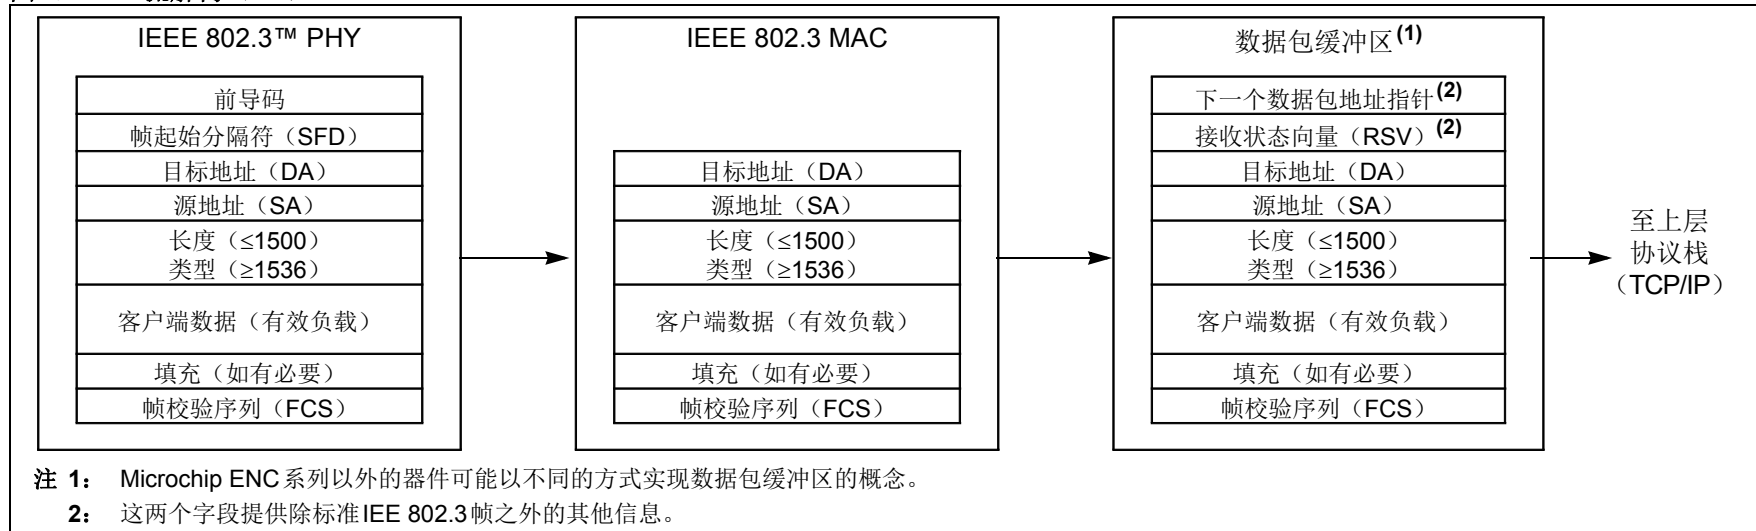 IEEE 802.3™ PHY
前导码
帧起始分隔符（SFD）
目标地址（DA）
源地址（SA）
长度（≤1500）
类型（≥1536）
客户端数据（有效负载）
填充（如有必要）
帧校验序列（FCS）
IEEE 802.3 MAC
目标地址（DA）
源地址（SA）
长度（≤1500）
类型（≥1536）
客户端数据（有效负载）
填充（如有必要）
帧校验序列（FCS）
数据包缓冲区(1)
下一个数据包地址指针(2)
接收状态向量（RSV）(2)
目标地址（DA）
源地址（SA）
长度（≤1500）
类型（≥1536）
客户端数据（有效负载）
填充（如有必要）
帧校验序列（FCS）
至上层
协议栈
（TCP/IP）
注 1： Microchip ENC系列以外的器件可能以不同的方式实现数据包缓冲区的概念。
2： 这两个字段提供除标准IEE 802.3帧之外的其他信息。